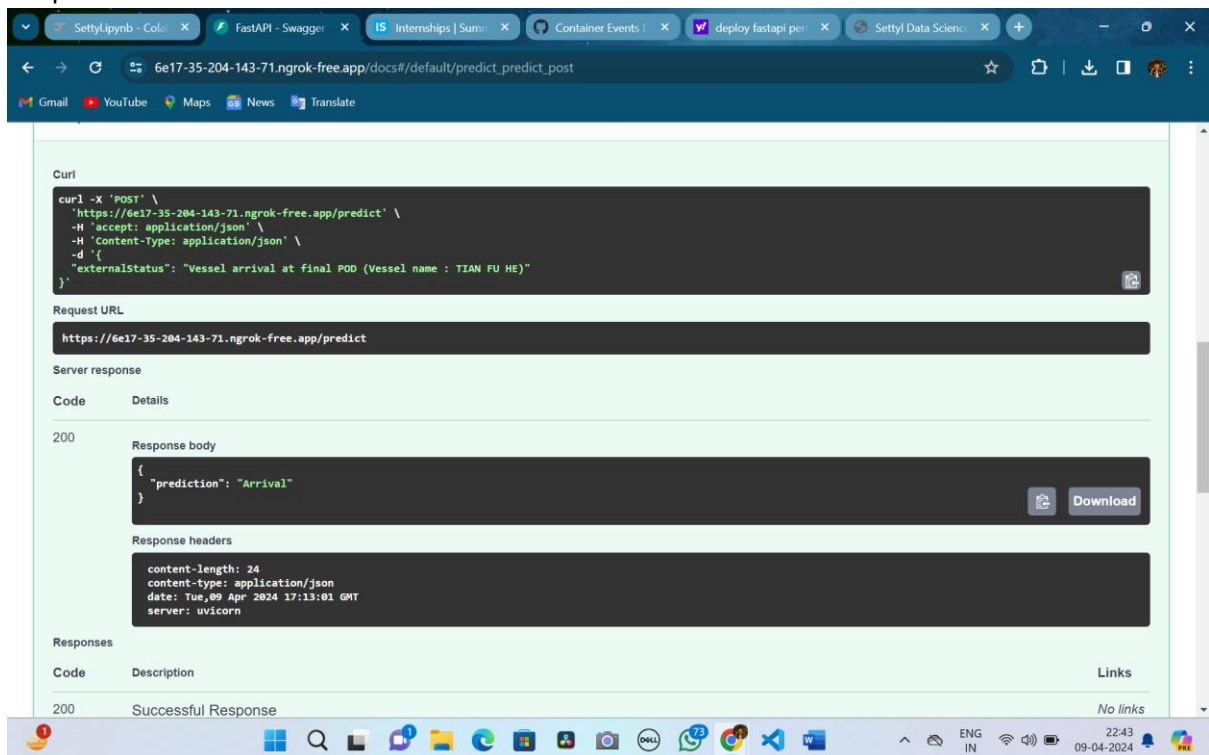 Settyl.ipynb - Cola
FastAPI - Swagger
IS Internships | Summ
Container Events
deploy fastapi per
Settyl Data Scienc
6e17-35-204-143-71.ngrok-free.app/docs#/default/predict_predict_post
Gmail YouTube Maps News Translate
Curl
curl -X 'POST' \
'https://6e17-35-204-143-71.ngrok-free.app/predict' \
-H 'accept: application/json' \
-H 'Content-Type: application/json' \
-d '{
"externalStatus": "Vessel arrival at final POD (Vessel name : TIAN FU HE)"
}'
Request URL
https://6e17-35-204-143-71.ngrok-free.app/predict
Server response
Code Details
200
Response body
{
"prediction": "Arrival"
}
Download
Response headers
content-length: 24
content-type: application/json
date: Tue,09 Apr 2024 17:13:01 GMT
server: uvicorn
Responses
Code Description Links
200 Successful Response No links
1
DELL
73
W
ENG
IN
22:43
09-04-2024
PRE